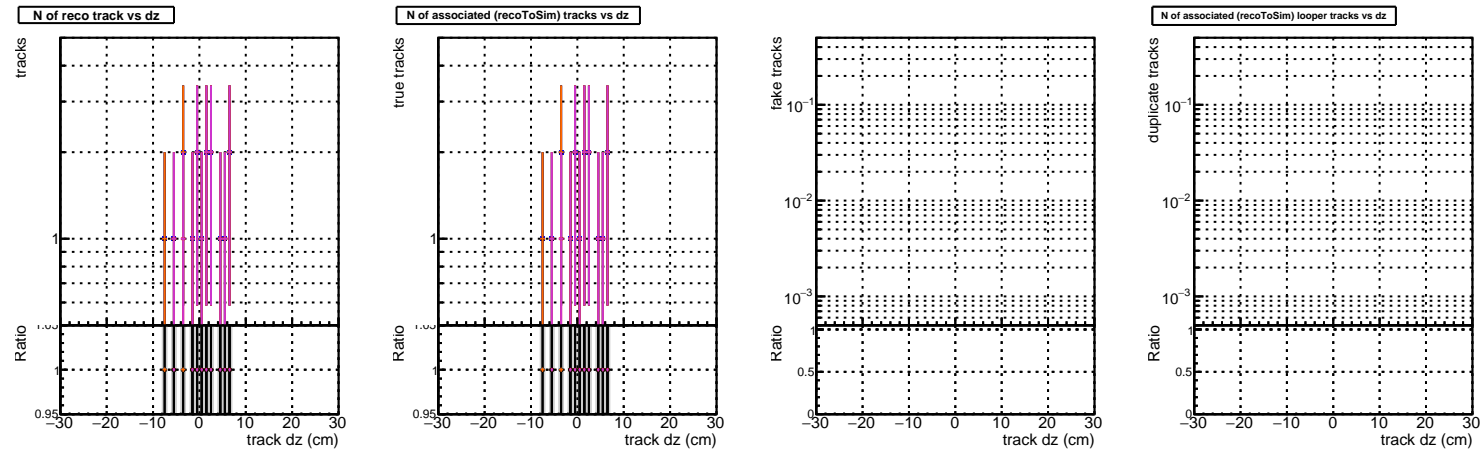 N of reco track vs dz
tracks
1
1.05
Ratio
1
0.95
−30 −20 −10 0 10 20 30
track dz (cm)
N of associated (recoToSim) tracks vs dz
true tracks
1
1.05
Ratio
1
0.95
−30 −20 −10 0 10 20 30
track dz (cm)
fake tracks
10−1
10−2
10−3
Ratio
1
0.5
0
−30 −20 −10 0 10 20 30
track dz (cm)
N of associated (recoToSim) looper tracks vs dz
duplicate tracks
10−1
10−2
10−3
Ratio
1
0.5
0
−30 −20 −10 0 10 20 30
track dz (cm)